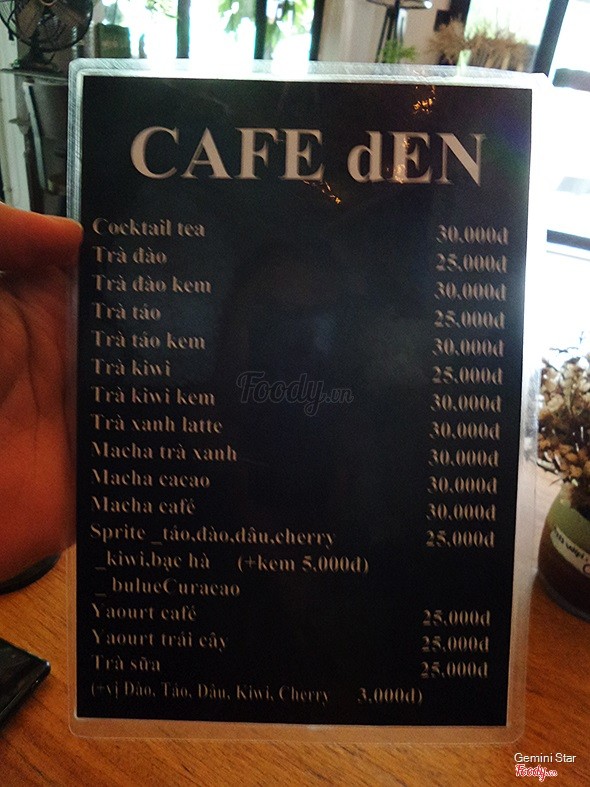 CAFE dEN
Cocktail tea 30.000đ
Trà đào 25.000đ
Trà đào kem 30.000đ
Trà táo 25.000đ
Trà táo kem 30.000đ
Trà kiwi 25.000đ
Trà kiwi kem 30.000đ
Trà xanh latte 30.000đ
Macha trà xanh 30.000đ
Macha cacao 30.000đ
Macha café 30.000đ
Sprite _táo,đào,dâu,cherry 25.000đ
_kiwi,bạc hà (+kem 5.000đ)
_ bulueCuracao
Yaourt café 25.000đ
Yaourt trái cây 25.000đ
Trà sữa 25.000đ
(+vị Đào, Táo, Dâu, Kiwi, Cherry 3.000đ)
Foody.vn
Gemini Star
Foody.vn